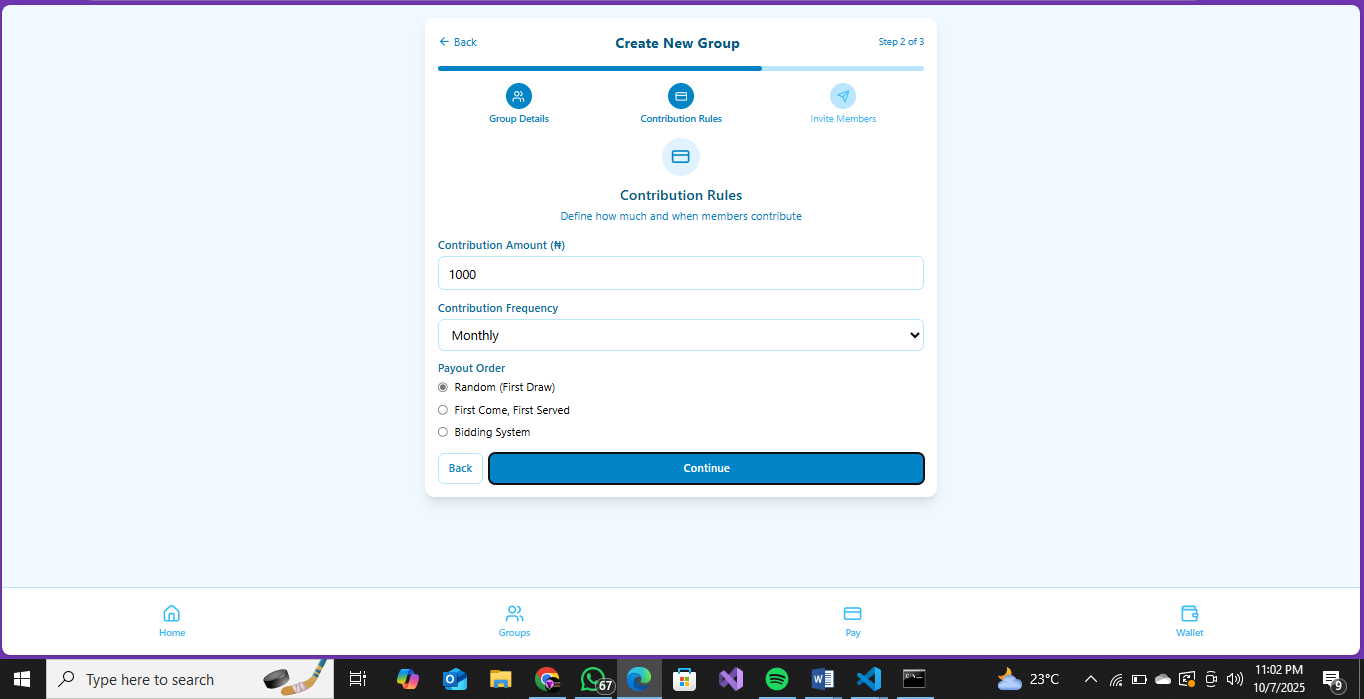 Back
Create New Group
Step 2 of 3
Group Details
Contribution Rules
Invite Members
Contribution Rules
Define how much and when members contribute
Contribution Amount (₦)
1000
Contribution Frequency
Monthly
Payout Order
Random (First Draw)
First Come, First Served
Bidding System
Back
Continue
Home
Groups
Pay
Wallet
Type here to search
67
23°C
11:02 PM
10/7/2025
9